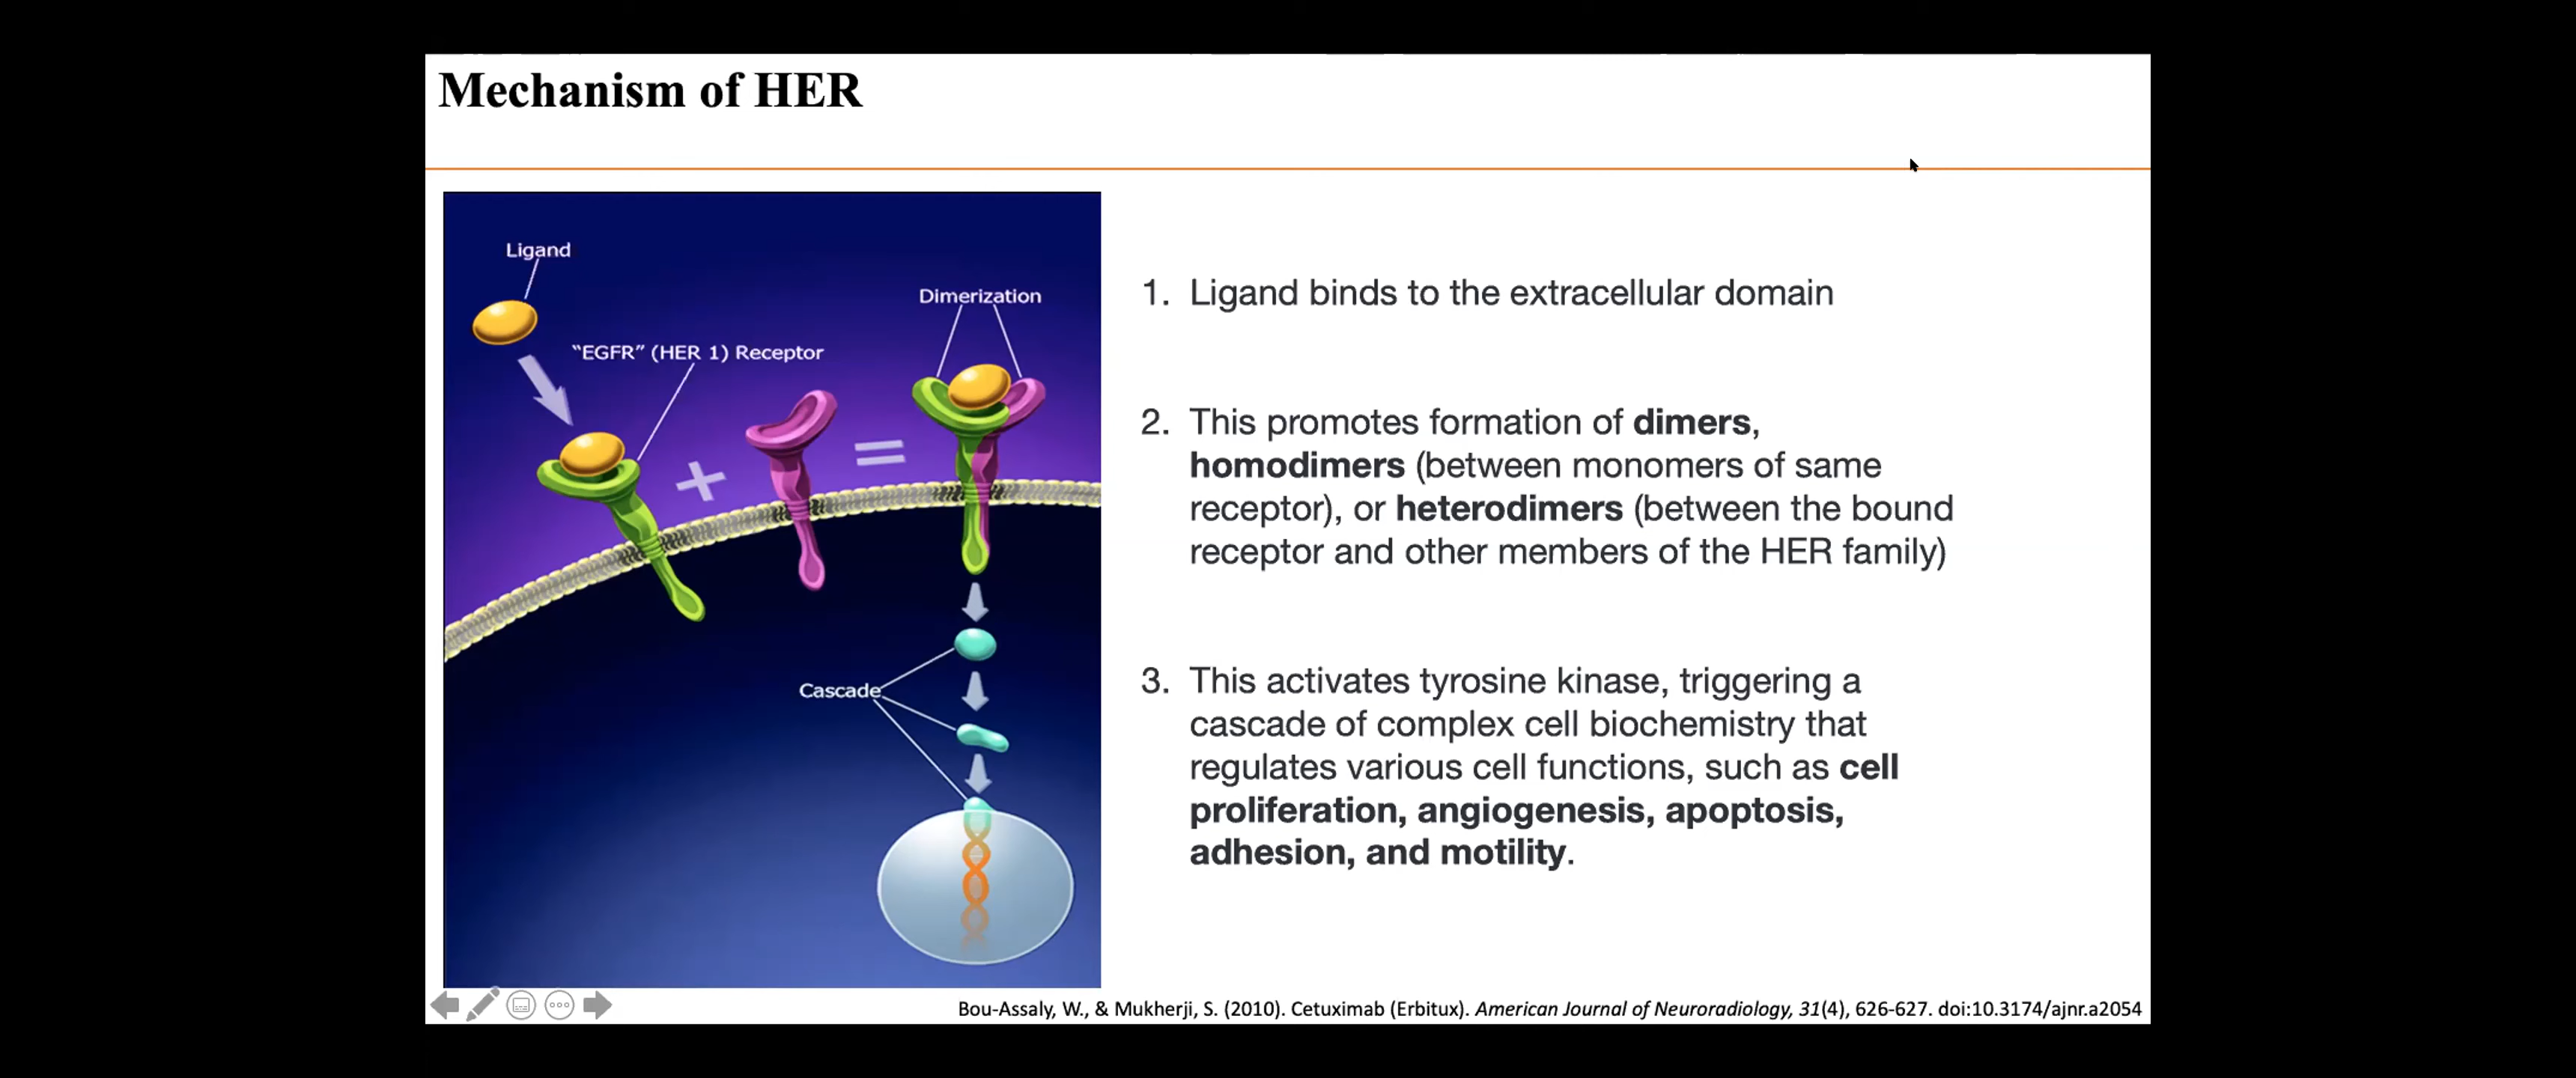 Mechanism of HER
Ligand
"EGFR" (HER 1) Receptor
Dimerization
Cascade
1. Ligand binds to the extracellular domain
2. This promotes formation of dimers,
homodimers (between monomers of same
receptor), or heterodimers (between the bound
receptor and other members of the HER family)
3. This activates tyrosine kinase, triggering a
cascade of complex cell biochemistry that
regulates various cell functions, such as cell
proliferation, angiogenesis, apoptosis,
adhesion, and motility.
Bou-Assaly, W., & Mukherji, S. (2010). Cetuximab (Erbitux). American Journal of Neuroradiology, 31(4), 626-627. doi:10.3174/ajnr.a2054